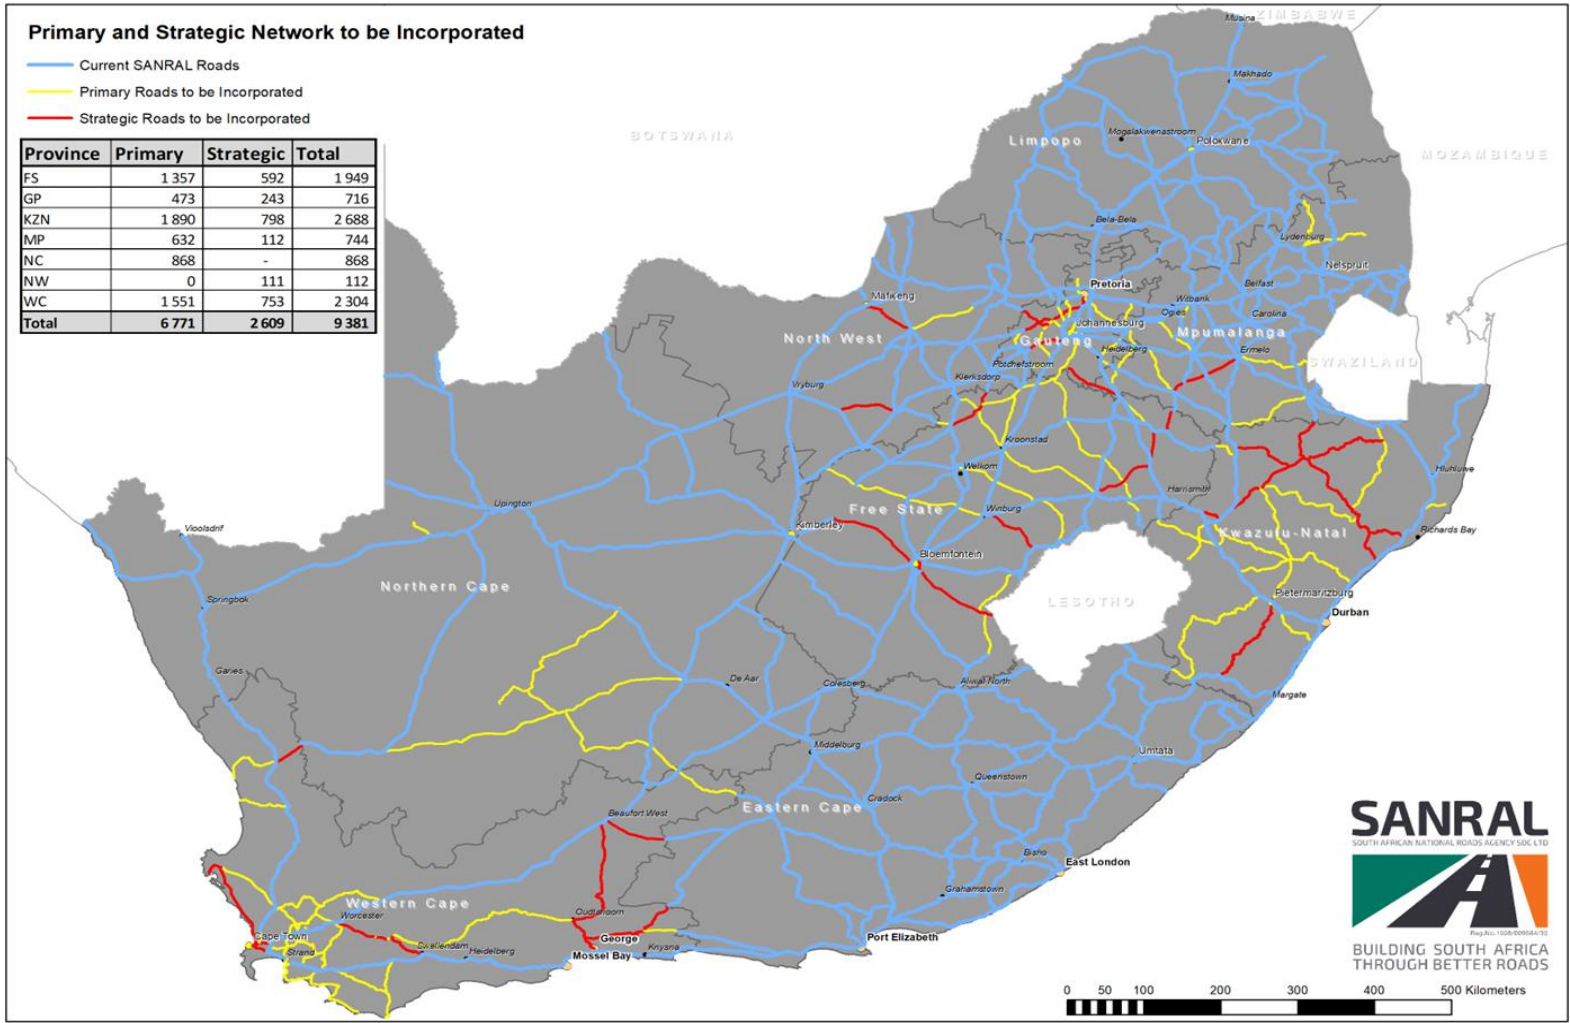 Primary and Strategic Network to be Incorporated
Current SANRAL Roads
Primary Roads to be Incorporated
Strategic Roads to be Incorporated
Province Primary Strategic Total
FS 1 357 592 1 949
GP 473 243 716
KZN 1 890 798 2 688
MP 632 112 744
NC 868 - 868
NW 0 111 112
WC 1 551 753 2 304
Total 6 771 2 609 9 381
ZIMBABWE
Musina
Makhado
BOTSWANA
Mogalakwenastroom
Limpopo
Polokwane
MOZAMBIQUE
Bela-Bela
Lydenburg
Nelspruit
Pretoria
Belfast
Mafikeng
Witbank
Ogies
Carolina
Johannesburg
North West
Gauteng
Mpumalanga
Heidelberg
Ermelo
Potchefstroom
SWAZILAND
Klerksdorp
Vryburg
Kroonstad
Welkom
Hluhluwe
Harrismith
Upington
Free State
Winburg
Viooldsdrif
Kimberley
Kwazulu-Natal
Richards Bay
Bloemfontein
Northern Cape
Springbok
LESOTHO
Pietermaritzburg
Durban
Garies
De Aar
Colesberg
Aliwal North
Margate
Middelburg
Umtata
Queenstown
Eastern Cape
Cradock
Beaufort West
Bisho
East London
Grahamstown
Western Cape
Worcester
Oudtshoorn
Cape Town
George
Port Elizabeth
Strand
Swellendam
Heidelberg
Knysna
Mossel Bay
SANRAL
SOUTH AFRICAN NATIONAL ROADS AGENCY SOC LTD
BUILDING SOUTH AFRICA
THROUGH BETTER ROADS
0 50 100 200 300 400 500 Kilometers